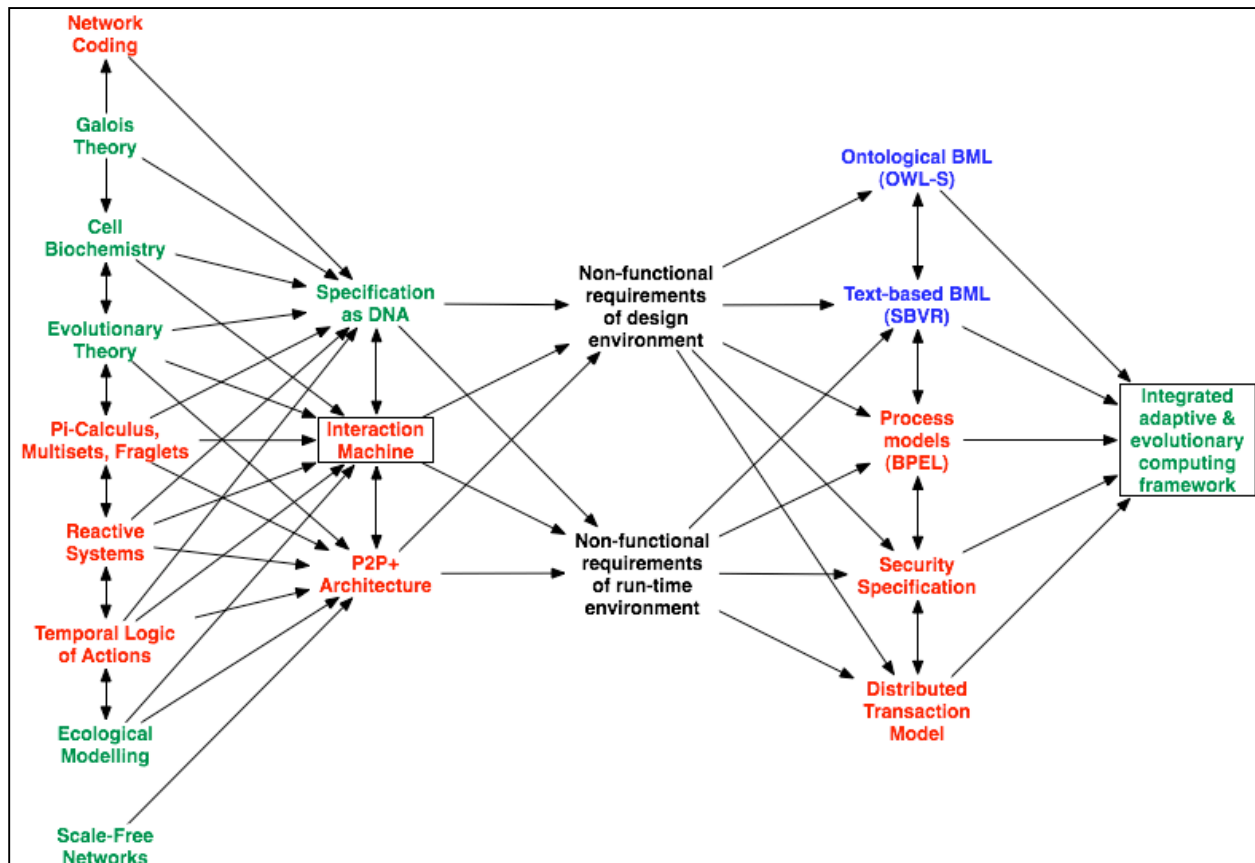 Network
Coding
Galois
Theory
Cell
Biochemistry
Evolutionary
Theory
Pi-Calculus,
Multisets, Fraglets
Reactive
Systems
Temporal Logic
of Actions
Ecological
Modelling
Scale-Free
Networks
Specification
as DNA
Interaction
Machine
P2P+
Architecture
Non-functional
requirements
of design
environment
Non-functional
requirements
of run-time
environment
Ontological BML
(OWL-S)
Text-based BML
(SBVR)
Process
models
(BPEL)
Security
Specification
Distributed
Transaction
Model
Integrated
adaptive &
evolutionary
computing
framework